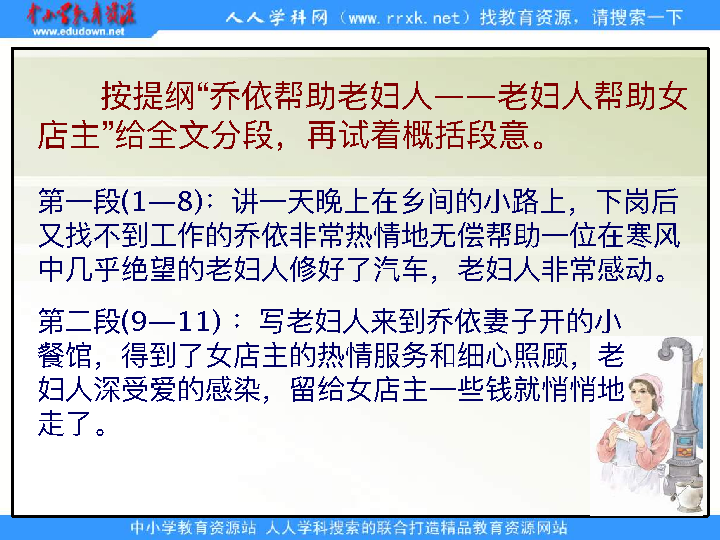 中小学教育资源
www.edudown.net
人人学科网（www.rrxk.net）找教育资源，请搜索一下
按提纲“乔依帮助老妇人——老妇人帮助女
店主”给全文分段，再试着概括段意。
第一段(1—8)：讲一天晚上在乡间的小路上，下岗后
又找不到工作的乔依非常热情地无偿帮助一位在寒风
中几乎绝望的老妇人修好了汽车，老妇人非常感动。
第二段(9—11) ：写老妇人来到乔依妻子开的小
餐馆，得到了女店主的热情服务和细心照顾，老
妇人深受爱的感染，留给女店主一些钱就悄悄地
走了。
中小学教育资源站 人人学科搜索的联合打造精品教育资源网站